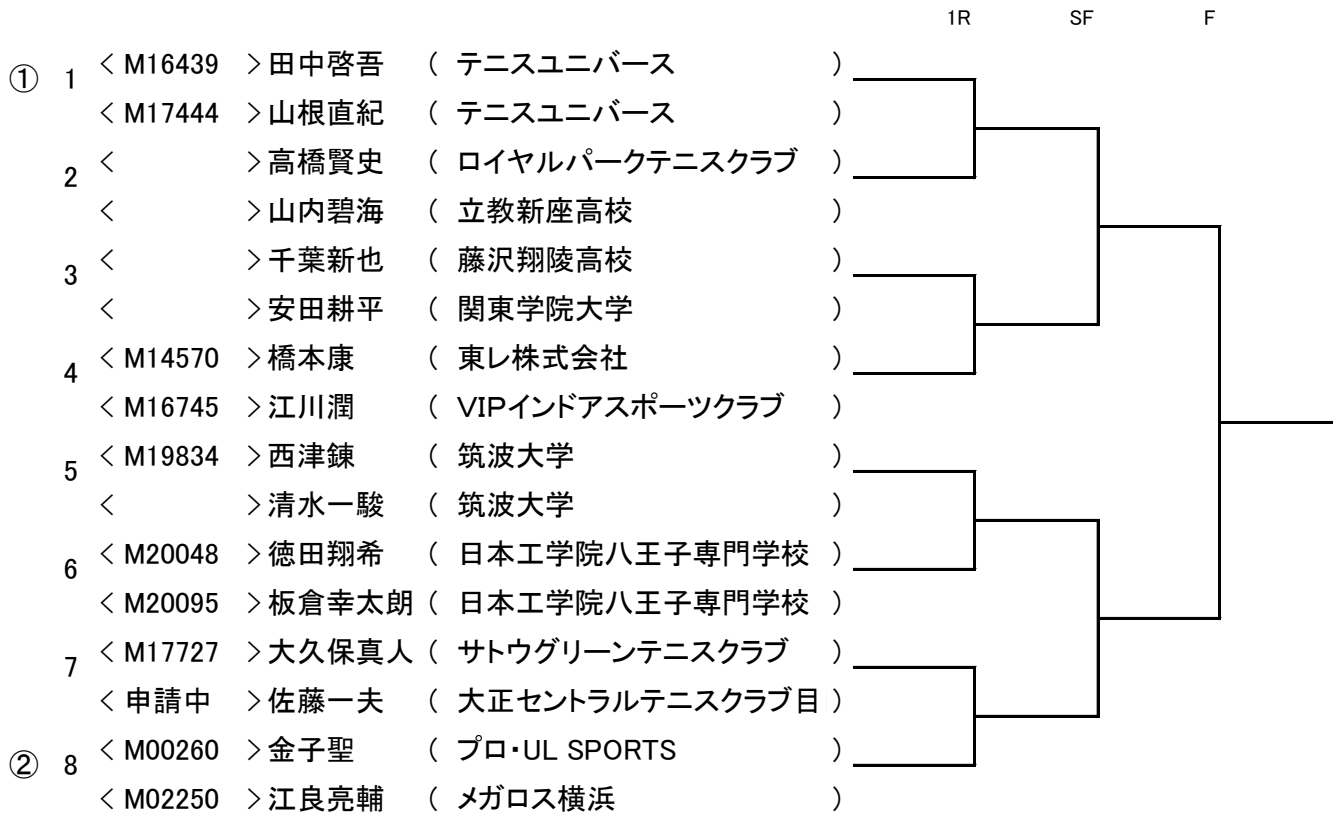 1R SF F
① 1 < M16439 > 田中啓吾 ( テニスユニバース )
< M17444 > 山根直紀 ( テニスユニバース )
2 < > 高橋賢史 ( ロイヤルパークテニスクラブ )
< > 山内碧海 ( 立教新座高校 )
3 < > 千葉新也 ( 藤沢翔陵高校 )
< > 安田耕平 ( 関東学院大学 )
4 < M14570 > 橋本康 ( 東レ株式会社 )
< M16745 > 江川潤 ( VIPインドアスポーツクラブ )
5 < M19834 > 西津錬 ( 筑波大学 )
< > 清水一駿 ( 筑波大学 )
6 < M20048 > 徳田翔希 ( 日本工学院八王子専門学校 )
< M20095 > 板倉幸太朗 ( 日本工学院八王子専門学校 )
7 < M17727 > 大久保真人 ( サトウグリーンテニスクラブ )
< 申請中 > 佐藤一夫 ( 大正セントラルテニスクラブ目 )
② 8 < M00260 > 金子聖 ( プロ・UL SPORTS )
< M02250 > 江良亮輔 ( メガロス横浜 )